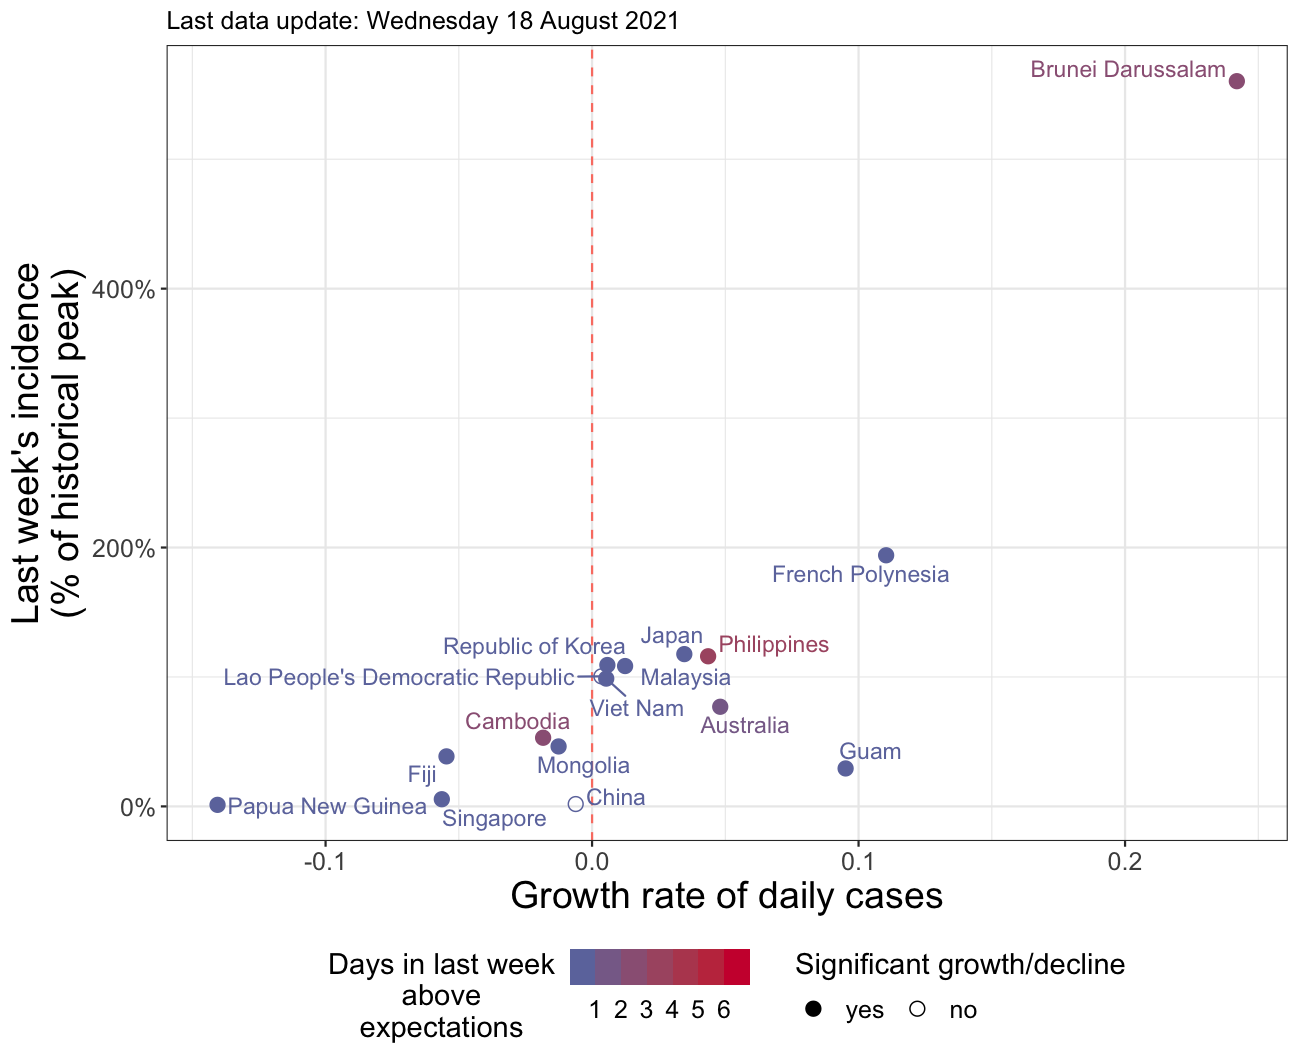 Last data update: Wednesday 18 August 2021
Brunei Darussalam
Last week's incidence
(% of historical peak)
400%
200%
0%
French Polynesia
Republic of Korea
Japan
Philippines
Lao People's Democratic Republic
Malaysia
Viet Nam
Cambodia
Australia
Guam
Fiji
Mongolia
China
Papua New Guinea
Singapore
-0.1 0.0 0.1 0.2
Growth rate of daily cases
Days in last week
above
expectations
1 2 3 4 5 6
Significant growth/decline
yes no